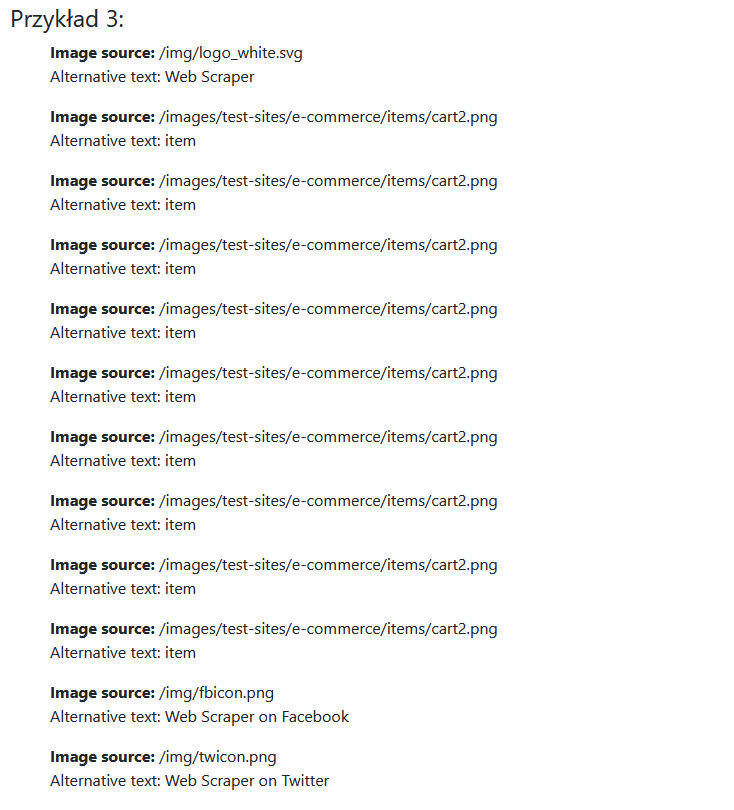 Przykład 3:
Image source: /img/logo_white.svg
Alternative text: Web Scraper
Image source: /images/test-sites/e-commerce/items/cart2.png
Alternative text: item
Image source: /images/test-sites/e-commerce/items/cart2.png
Alternative text: item
Image source: /images/test-sites/e-commerce/items/cart2.png
Alternative text: item
Image source: /images/test-sites/e-commerce/items/cart2.png
Alternative text: item
Image source: /images/test-sites/e-commerce/items/cart2.png
Alternative text: item
Image source: /images/test-sites/e-commerce/items/cart2.png
Alternative text: item
Image source: /images/test-sites/e-commerce/items/cart2.png
Alternative text: item
Image source: /images/test-sites/e-commerce/items/cart2.png
Alternative text: item
Image source: /images/test-sites/e-commerce/items/cart2.png
Alternative text: item
Image source: /img/fbicon.png
Alternative text: Web Scraper on Facebook
Image source: /img/twicon.png
Alternative text: Web Scraper on Twitter